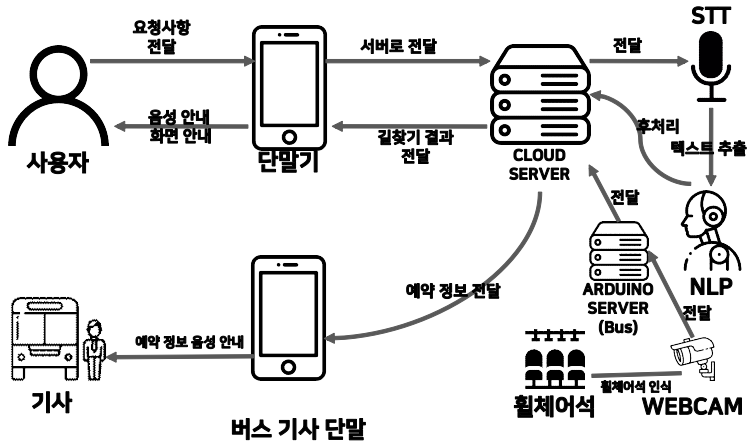 요청사항
전달
서버로 전달
전달
STT
음성 안내
화면 안내
길찾기 결과
전달
후처리
텍스트 추출
사용자
단말기
CLOUD
SERVER
전달
NLP
ARDUINO
SERVER
(Bus)
전달
예약 정보 전달
예약 정보 음성 안내
휠체어석 인식
기사
버스 기사 단말
휠체어석
WEBCAM